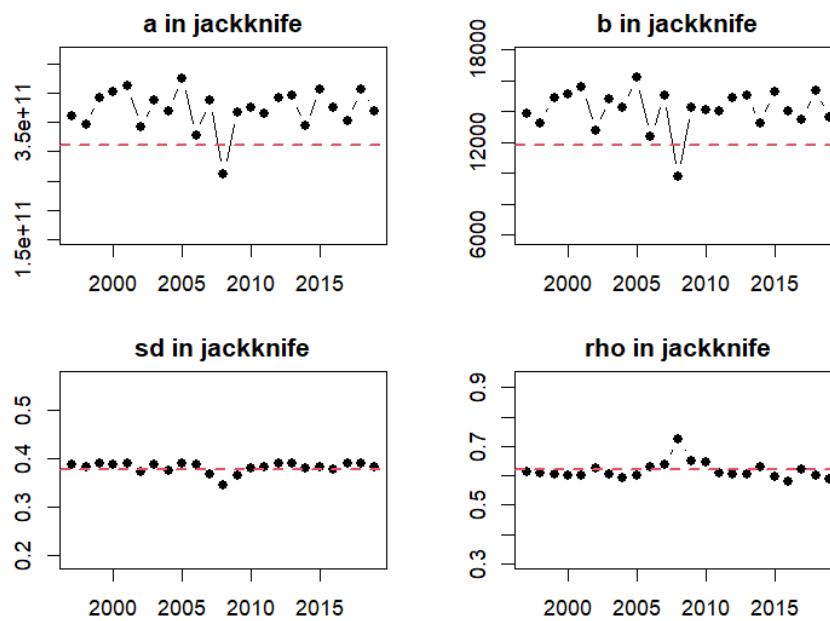 a in jackknife
3.5e+11
1.5e+11
2000 2005 2010 2015
b in jackknife
18000
12000
6000
2000 2005 2010 2015
sd in jackknife
0.5
0.4
0.3
0.2
2000 2005 2010 2015
rho in jackknife
0.9
0.7
0.5
0.3
2000 2005 2010 2015